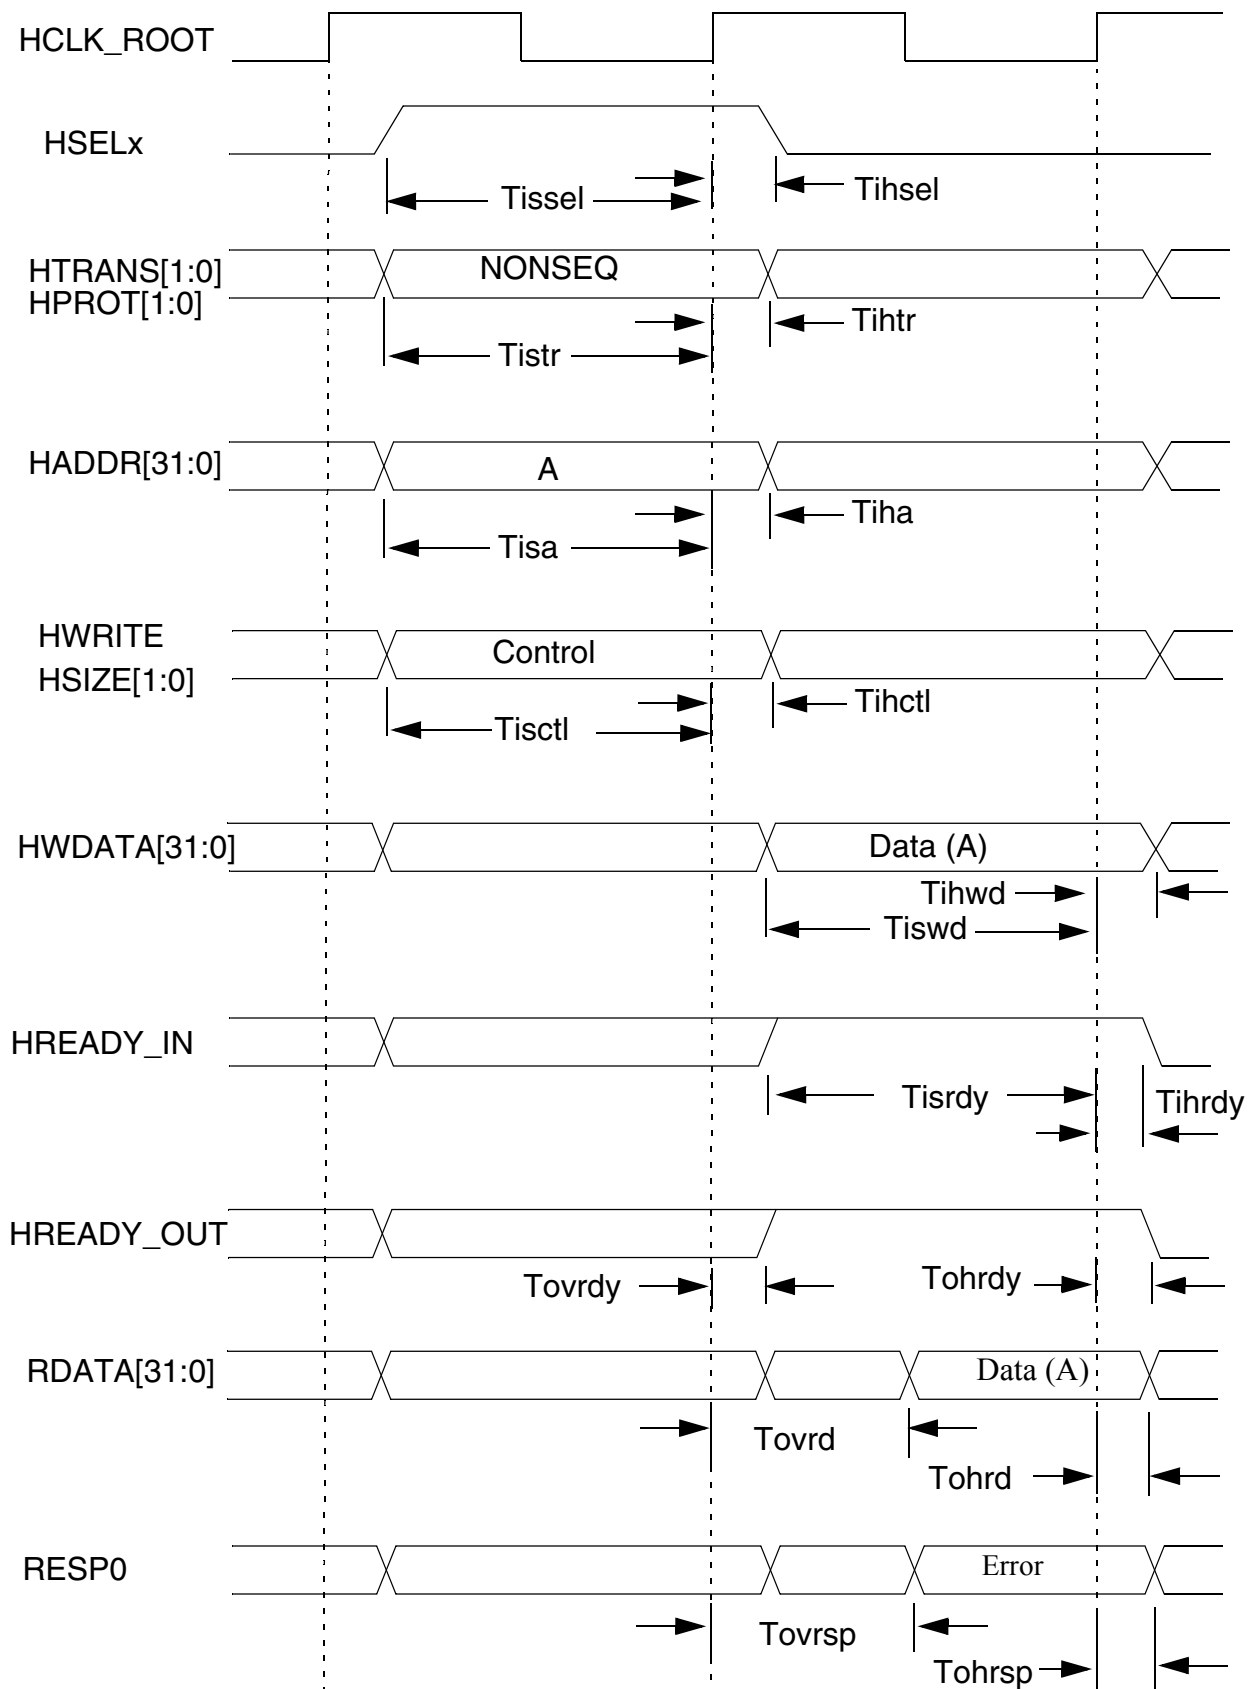 HCLK_ROOT
HSELx
Tissel
Tihsel
HTRANS[1:0]
HPROT[1:0]
NONSEQ
Tihtr
Tistr
HADDR[31:0]
A
Tiha
Tisa
HWRITE
HSIZE[1:0]
Control
Tihctl
Tisctl
HWDATA[31:0]
Data (A)
Tihwd
Tiswd
HREADY_IN
Tisrdy
Tihrdy
HREADY_OUT
Tovrdy
Tohrdy
RDATA[31:0]
Data (A)
Tovrd
Tohrd
RESP0
Error
Tovrsp
Tohrsp